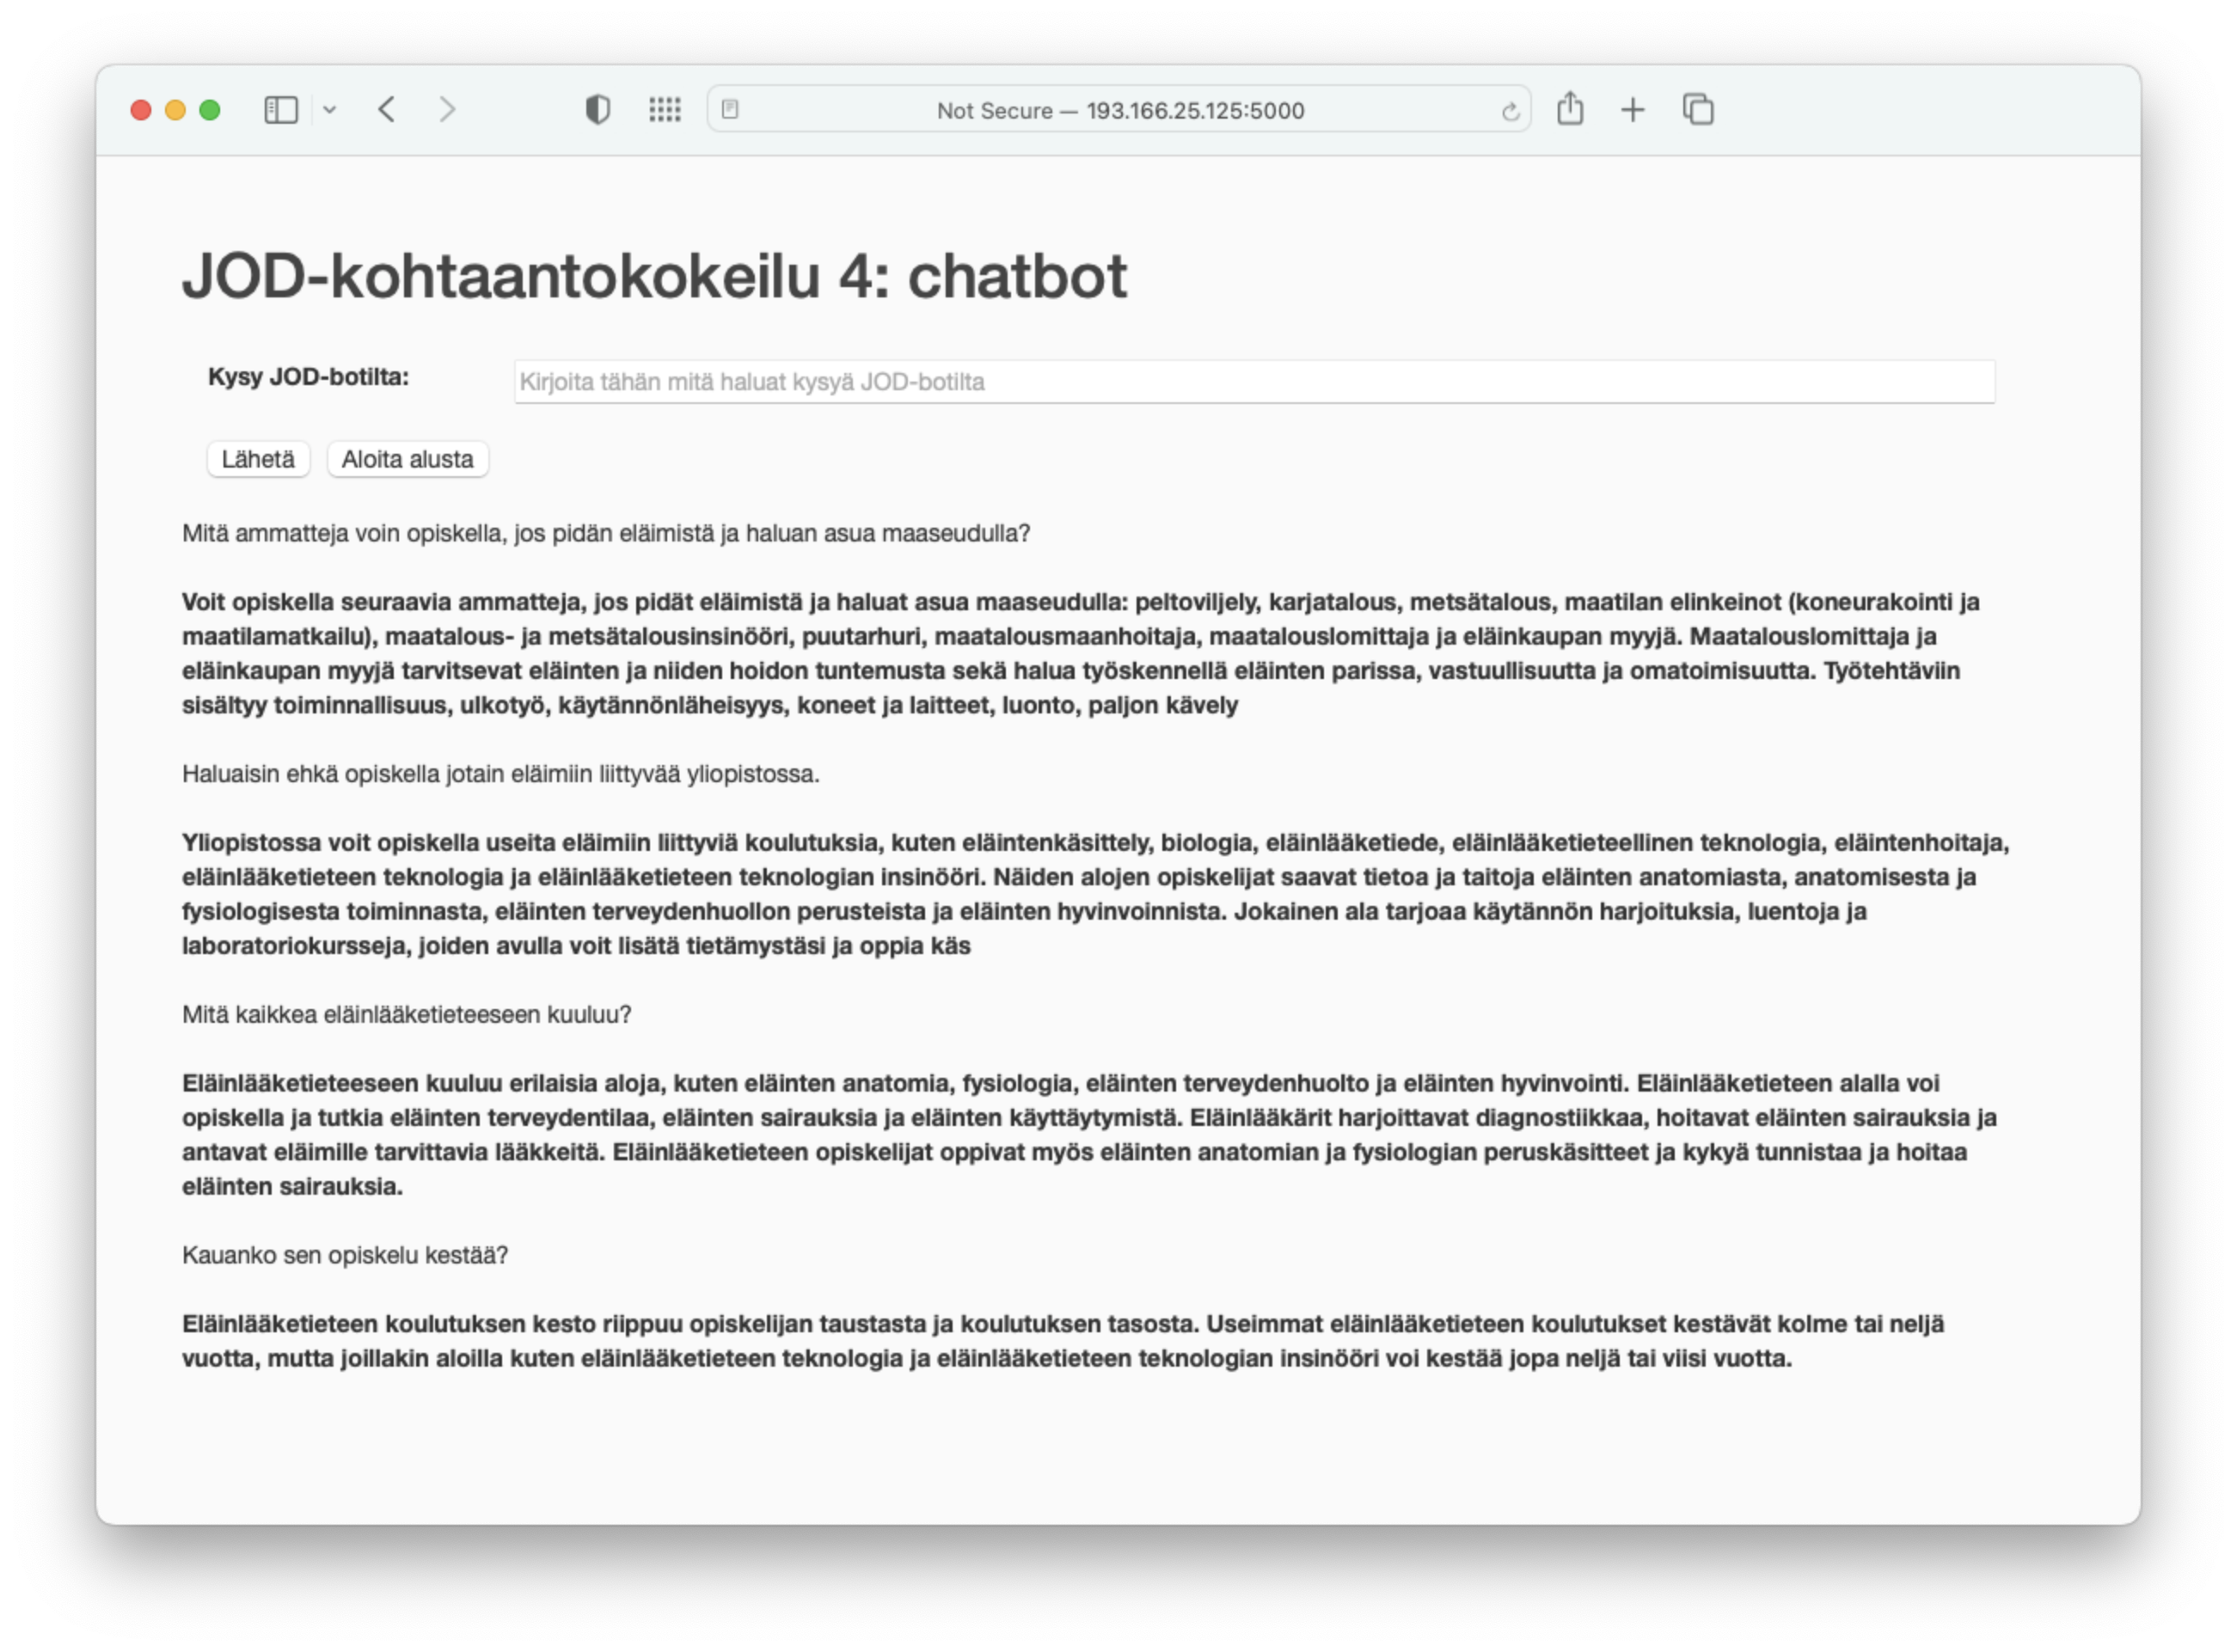 Not Secure — 193.166.25.125:5000
JOD-kohtaantokokeilu 4: chatbot
Kysy JOD-botilta:
Kirjoita tähän mitä haluat kysyä JOD-botilta
Lähetä
Aloita alusta
Mitä ammatteja voin opiskella, jos pidän eläimistä ja haluan asua maaseudulla?
Voit opiskella seuraavia ammatteja, jos pidät eläimistä ja haluat asua maaseudulla: peltoviljely, karjatalous, metsätalous, maatilan elinkeinot (koneurakointi ja
maatilamatkailu), maatalous- ja metsätalousinsinööri, puutarhuri, maatalousmaanhoitaja, maatalouslomittaja ja eläinkaupan myyjä. Maatalouslomittaja ja
eläinkaupan myyjä tarvitsevat eläinten ja niiden hoidon tuntemusta sekä halua työskennellä eläinten parissa, vastuullisuutta ja omatoimisuutta. Työtehtäviin
sisältyy toiminnallisuus, ulkotyö, käytännönläheisyys, koneet ja laitteet, luonto, paljon kävely
Haluaisin ehkä opiskella jotain eläimiin liittyvää yliopistossa.
Yliopistossa voit opiskella useita eläimiin liittyviä koulutuksia, kuten eläintenkäsittely, biologia, eläinlääketiede, eläinlääketieteellinen teknologia, eläintenhoitaja,
eläinlääketieteen teknologia ja eläinlääketieteen teknologian insinööri. Näiden alojen opiskelijat saavat tietoa ja taitoja eläinten anatomiasta, anatomisesta ja
fysiologisesta toiminnasta, eläinten terveydenhuollon perusteista ja eläinten hyvinvoinnista. Jokainen ala tarjoaa käytännön harjoituksia, luentoja ja
laboratoriokursseja, joiden avulla voit lisätä tietämystäsi ja oppia käs
Mitä kaikkea eläinlääketieteeseen kuuluu?
Eläinlääketieteeseen kuuluu erilaisia aloja, kuten eläinten anatomia, fysiologia, eläinten terveydenhuolto ja eläinten hyvinvointi. Eläinlääketieteen alalla voi
opiskella ja tutkia eläinten terveydentilaa, eläinten sairauksia ja eläinten käyttäytymistä. Eläinlääkärit harjoittavat diagnostiikkaa, hoitavat eläinten sairauksia ja
antavat eläimille tarvittavia lääkkeitä. Eläinlääketieteen opiskelijat oppivat myös eläinten anatomian ja fysiologian peruskäsitteet ja kykyä tunnistaa ja hoitaa
eläinten sairauksia.
Kauanko sen opiskelu kestää?
Eläinlääketieteen koulutuksen kesto riippuu opiskelijan taustasta ja koulutuksen tasosta. Useimmat eläinlääketieteen koulutukset kestävät kolme tai neljä
vuotta, mutta joillakin aloilla kuten eläinlääketieteen teknologia ja eläinlääketieteen teknologian insinööri voi kestää jopa neljä tai viisi vuotta.